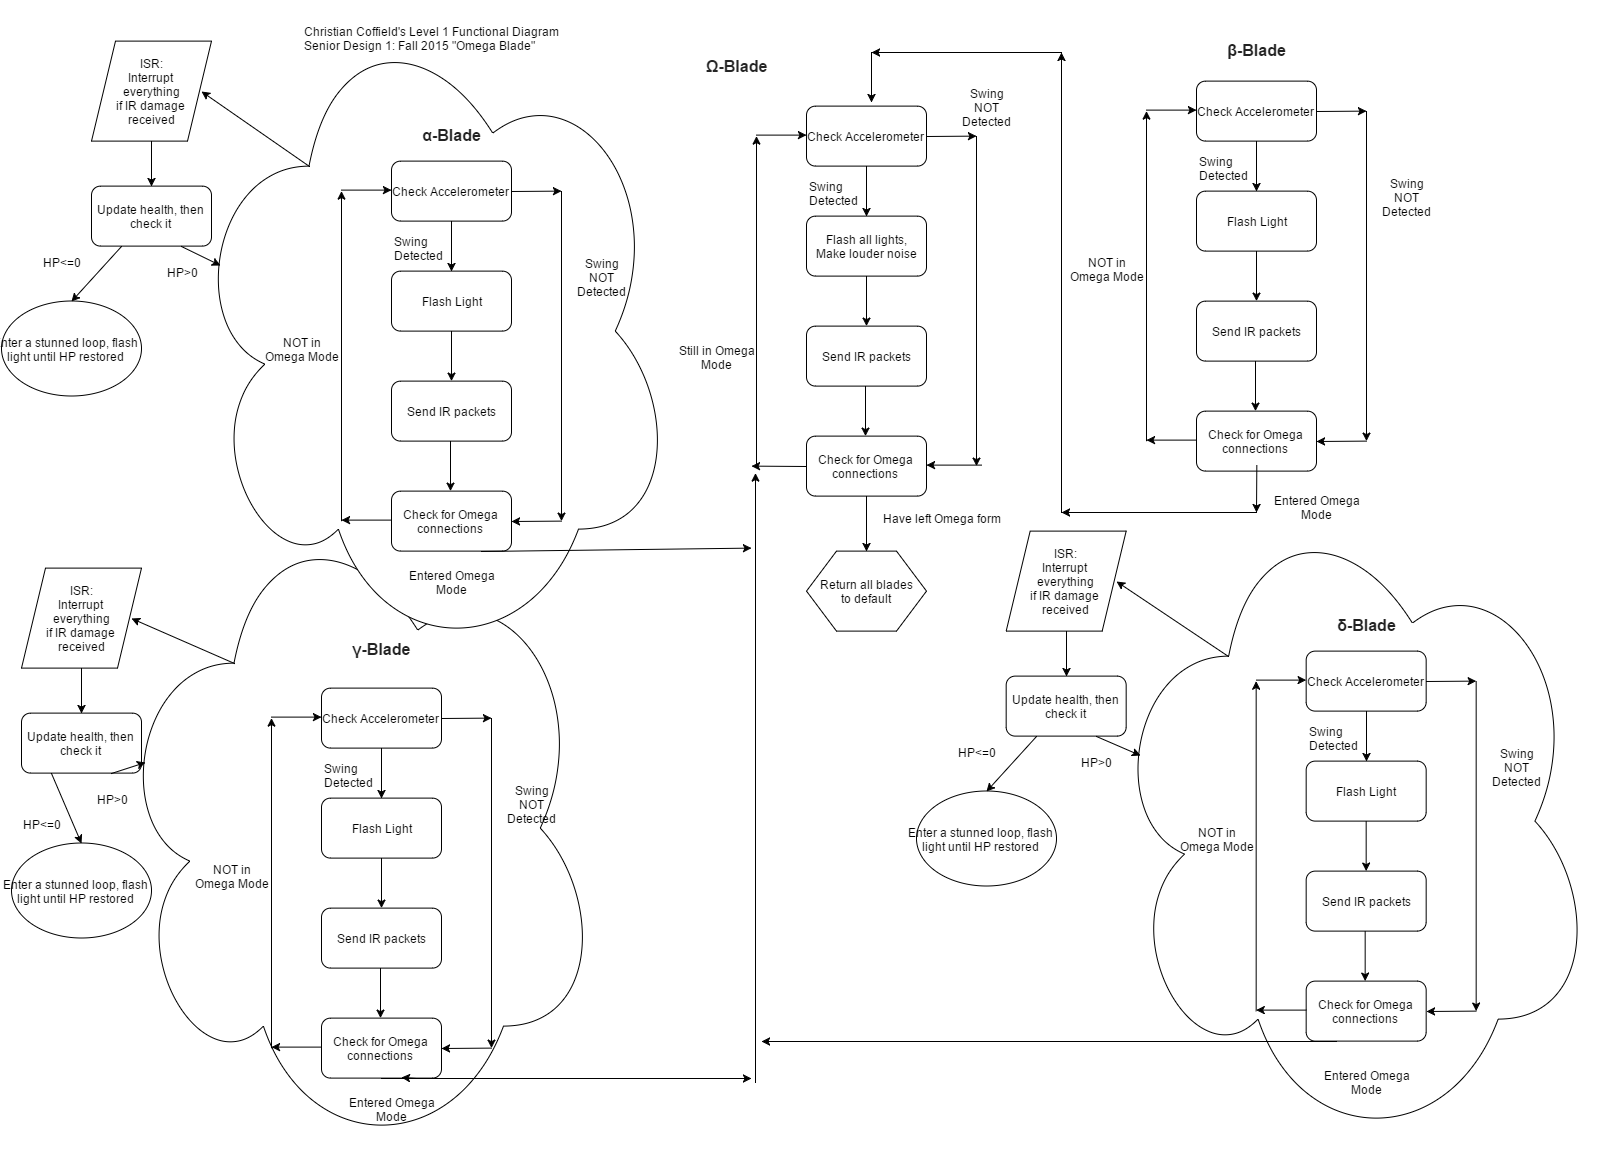 Christian Coffield's Level 1 Functional Diagram
Senior Design 1: Fall 2015 "Omega Blade"
ISR:
Interrupt
everything
if IR damage
received
Update health, then
check it
HP<=0
HP>0
nter a stunned loop, flash
light until HP restored
α-Blade
Check Accelerometer
Swing
Detected
Flash Light
Send IR packets
Check for Omega
connections
Swing
NOT
Detected
NOT in
Omega Mode
Entered Omega
Mode
Ω-Blade
Check Accelerometer
Swing
NOT
Detected
Swing
Detected
Flash all lights,
Make louder noise
Send IR packets
Still in Omega
Mode
Check for Omega
connections
Have left Omega form
Return all blades
to default
β-Blade
Check Accelerometer
Swing
Detected
Swing
NOT
Detected
Flash Light
NOT in
Omega Mode
Send IR packets
Check for Omega
connections
Entered Omega
Mode
ISR:
Interrupt
everything
if IR damage
received
Update health, then
check it
HP>0
HP<=0
Enter a stunned loop, flash
light until HP restored
γ-Blade
Check Accelerometer
Swing
Detected
Swing
NOT
Detected
Flash Light
NOT in
Omega Mode
Send IR packets
Check for Omega
connections
Entered Omega
Mode
ISR:
Interrupt
everything
if IR damage
received
Update health, then
check it
HP<=0
HP>0
Enter a stunned loop, flash
light until HP restored
δ-Blade
Check Accelerometer
Swing
Detected
Swing
NOT
Detected
Flash Light
NOT in
Omega Mode
Send IR packets
Check for Omega
connections
Entered Omega
Mode